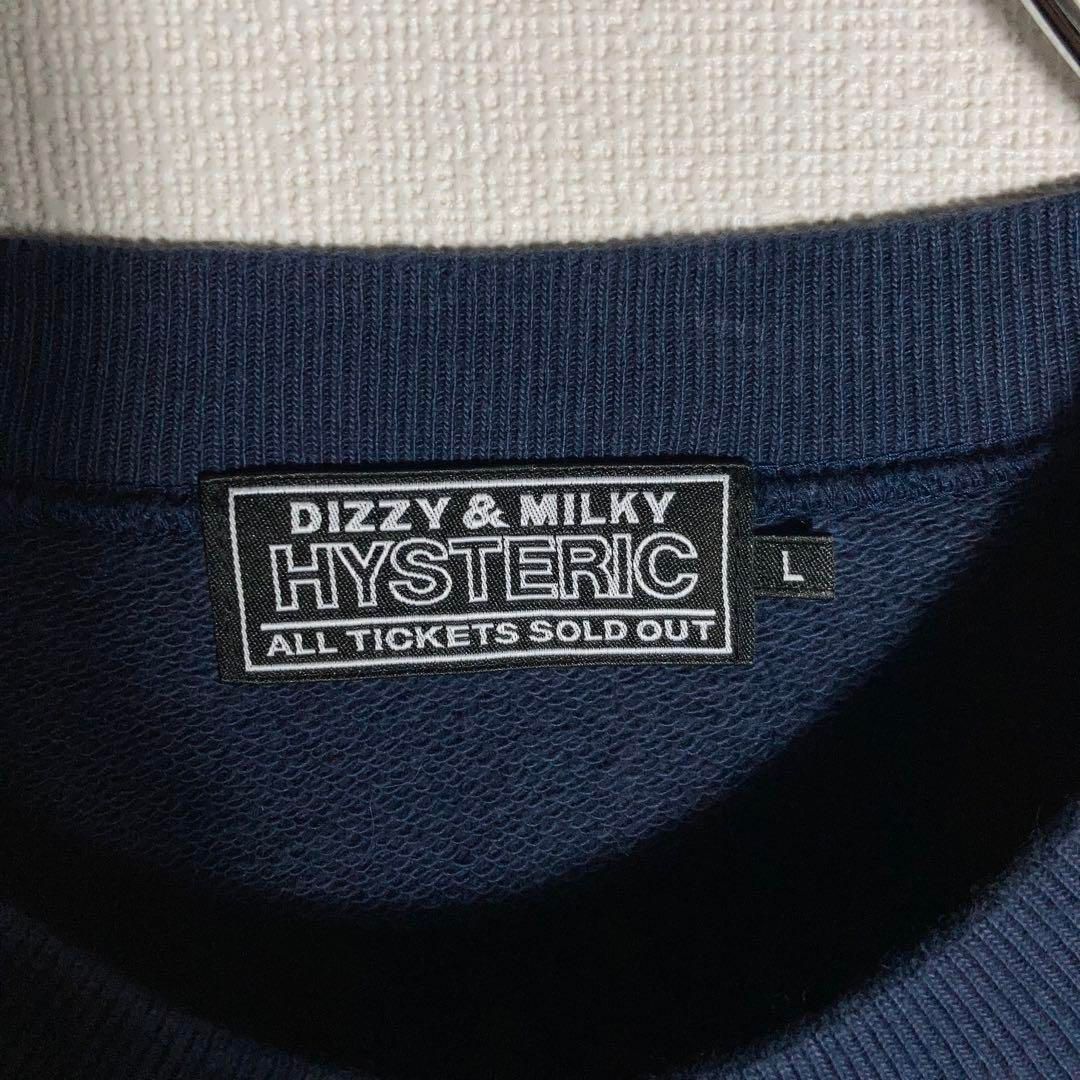 DIZZY & MILKY
HYSTERIC
ALL TICKETS SOLD OUT
L